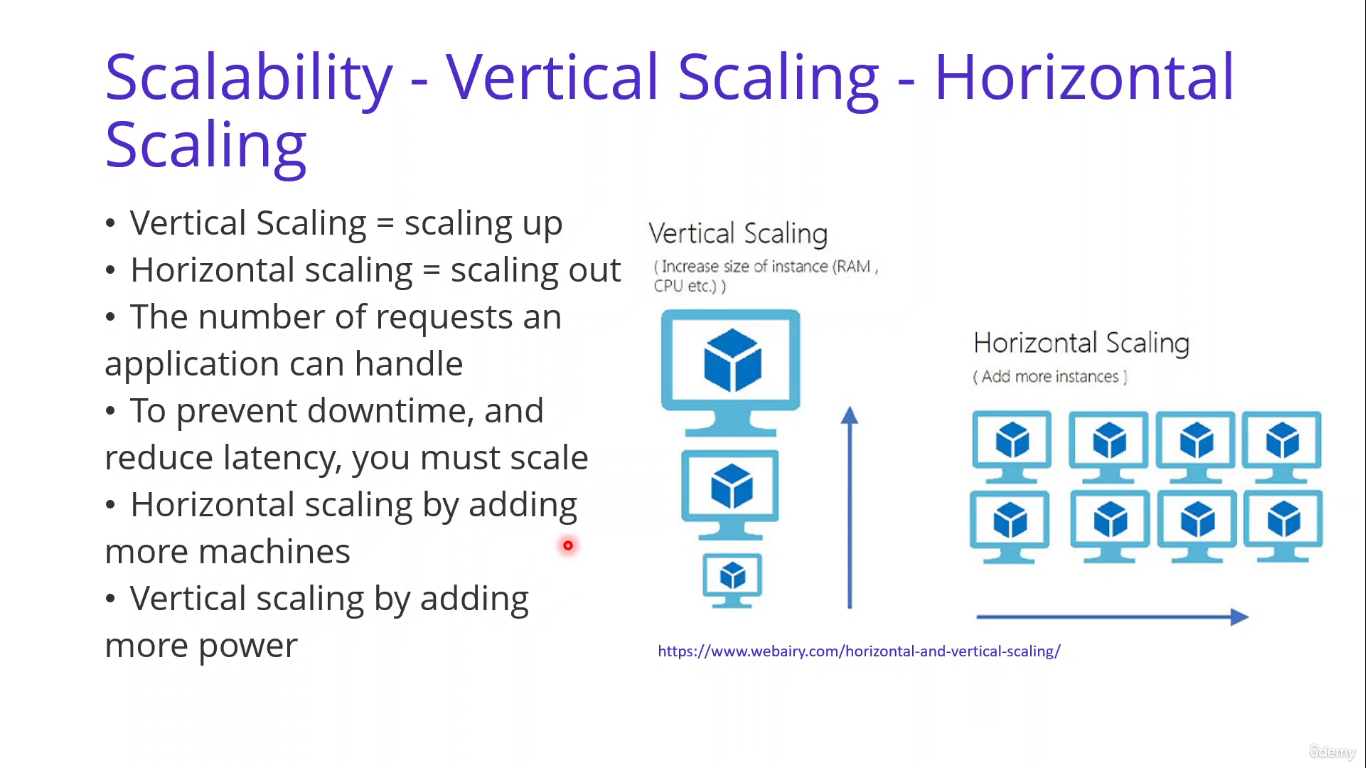 Scalability - Vertical Scaling - Horizontal
Scaling
• Vertical Scaling = scaling up
• Horizontal scaling = scaling out
• The number of requests an
application can handle
• To prevent downtime, and
reduce latency, you must scale
• Horizontal scaling by adding
more machines
• Vertical scaling by adding
more power
Vertical Scaling
( Increase size of instance (RAM ,
CPU etc.) )
Horizontal Scaling
( Add more instances )
https://www.webairy.com/horizontal-and-vertical-scaling/
ûdemy